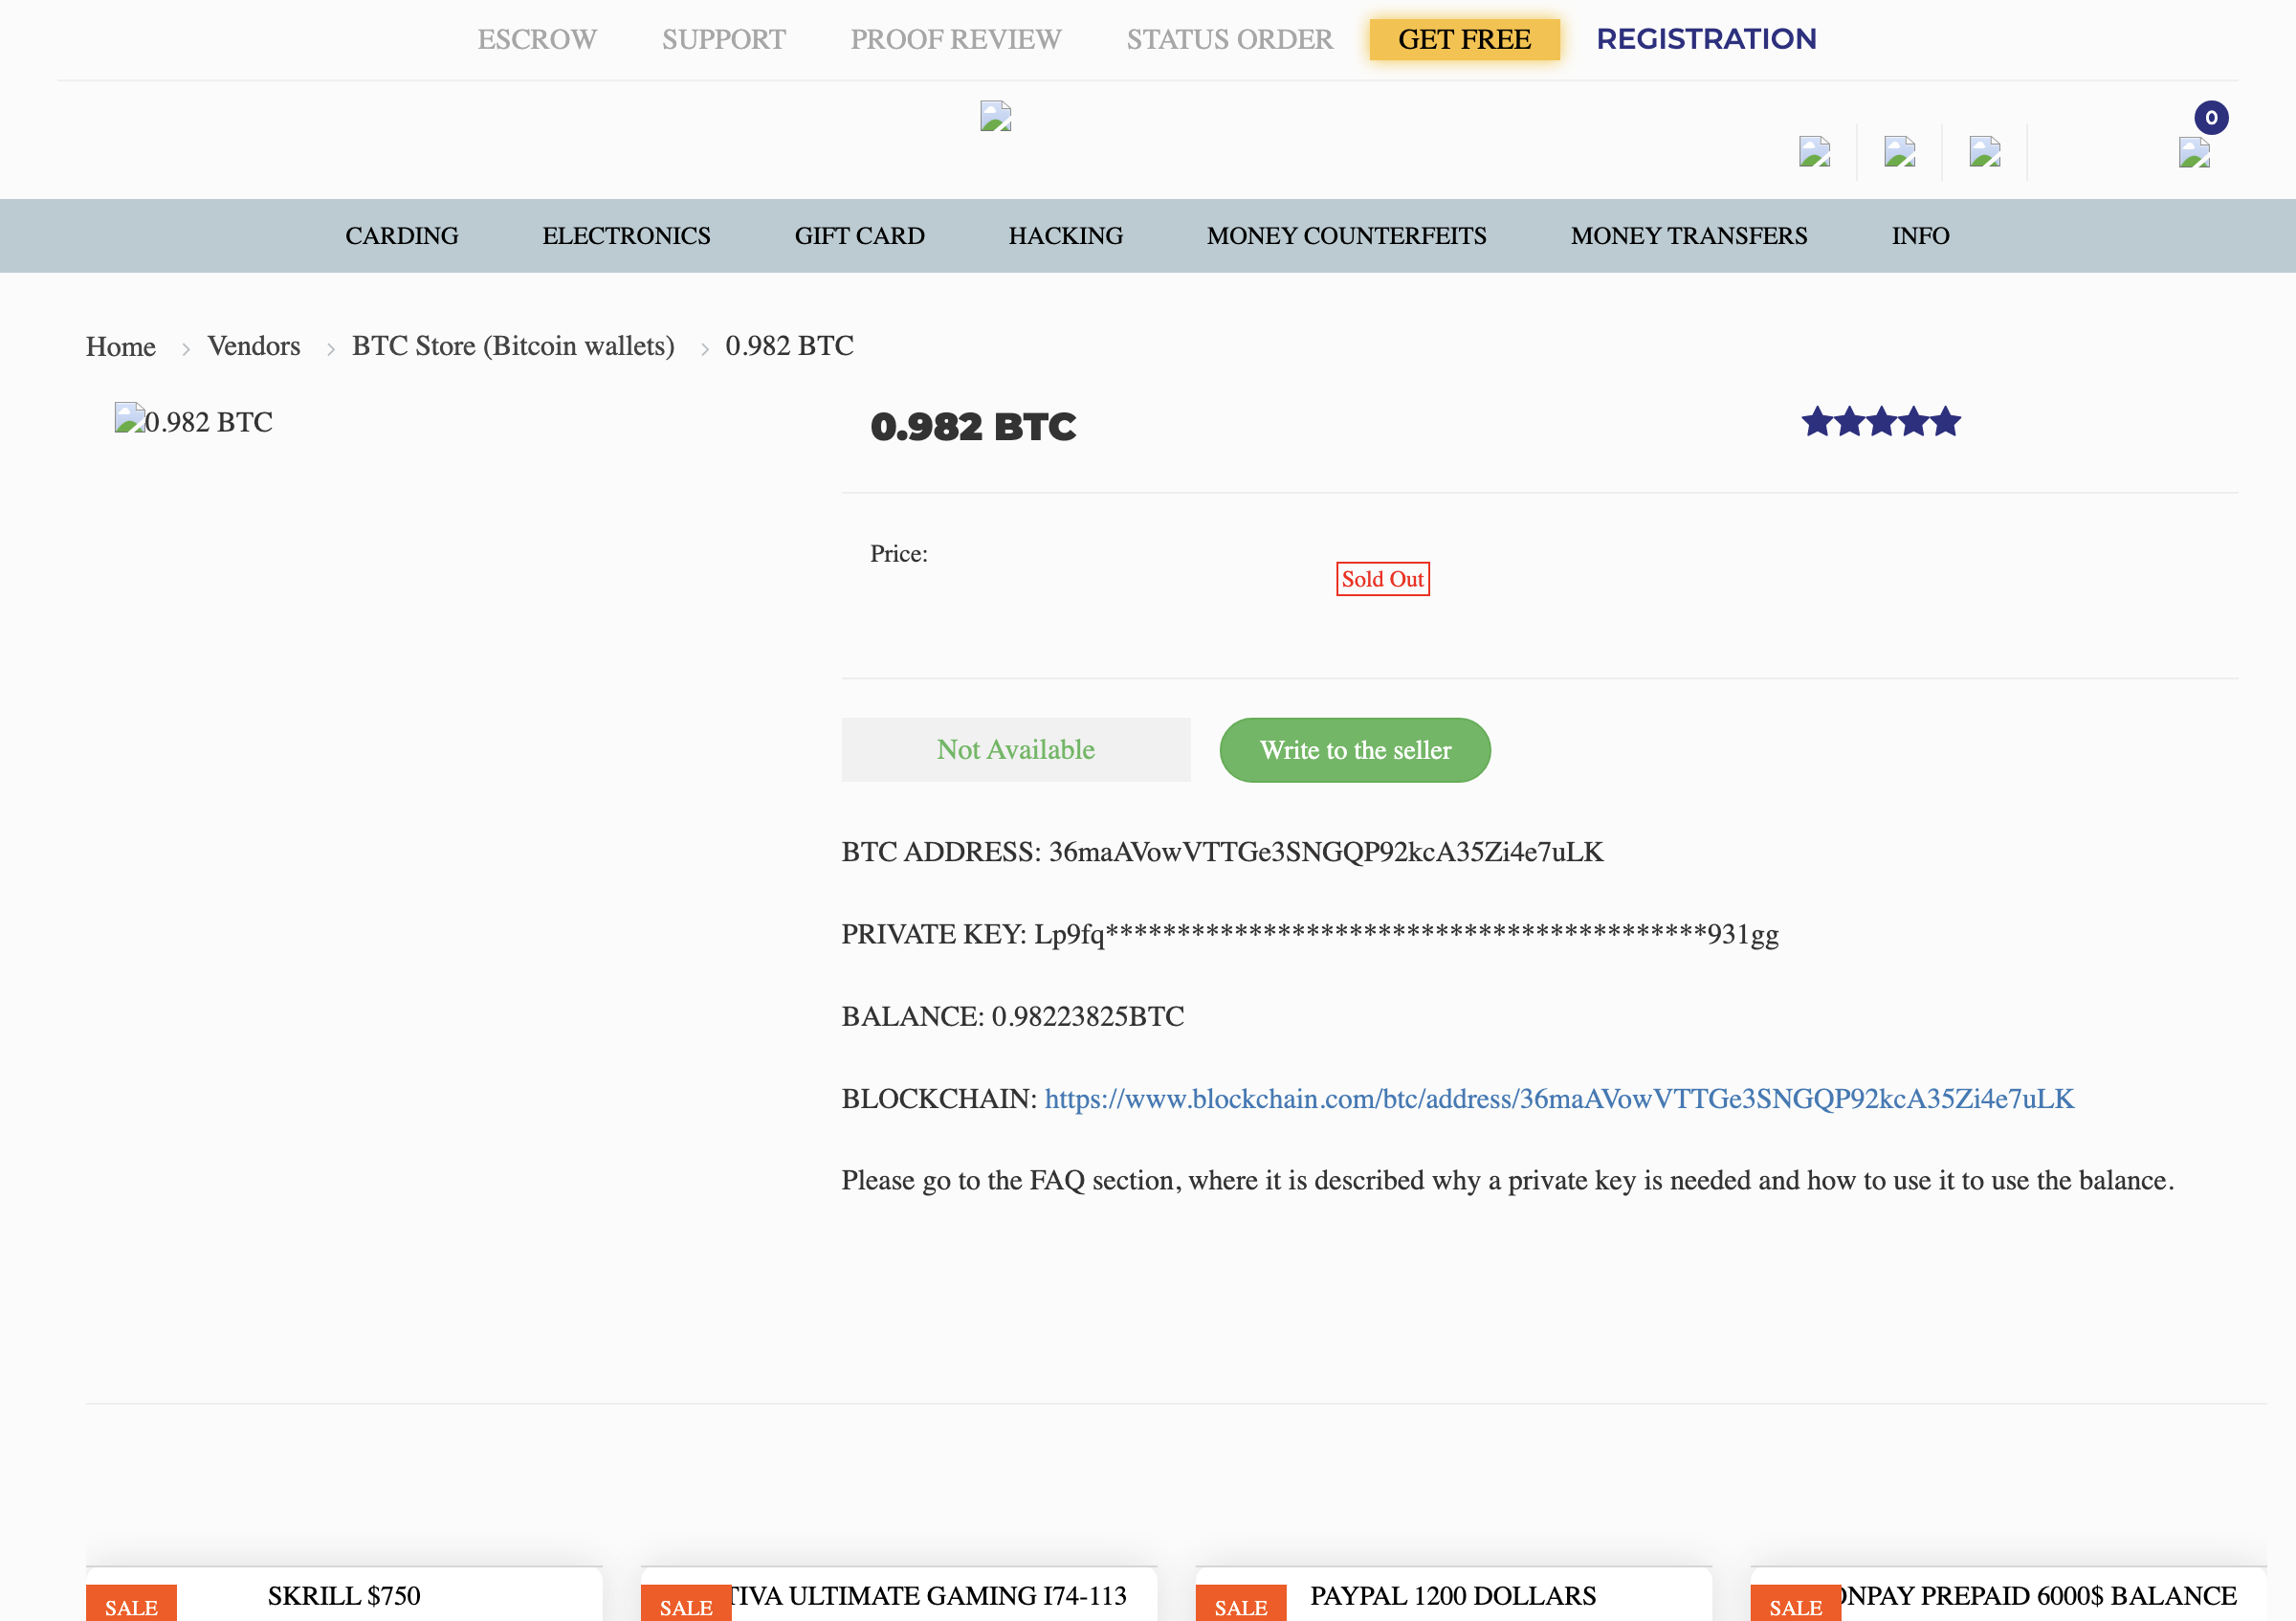 ESCROW SUPPORT PROOF REVIEW STATUS ORDER GET FREE REGISTRATION
0
CARDING ELECTRONICS GIFT CARD HACKING MONEY COUNTERFEITS MONEY TRANSFERS INFO
Home > Vendors > BTC Store (Bitcoin wallets) > 0.982 BTC
0.982 BTC
0.982 BTC
Price:
Sold Out
Not Available
Write to the seller
BTC ADDRESS: 36maAVowVTTGe3SNGQP92kcA35Zi4e7uLK
PRIVATE KEY: Lp9fq******************************************931gg
BALANCE: 0.98223825BTC
BLOCKCHAIN: https://www.blockchain.com/btc/address/36maAVowVTTGe3SNGQP92kcA35Zi4e7uLK
Please go to the FAQ section, where it is described why a private key is needed and how to use it to use the balance.
SALE SKRILL $750
SALE TIVA ULTIMATE GAMING I74-113
SALE PAYPAL 1200 DOLLARS
SALE ONPAY PREPAID 6000$ BALANCE